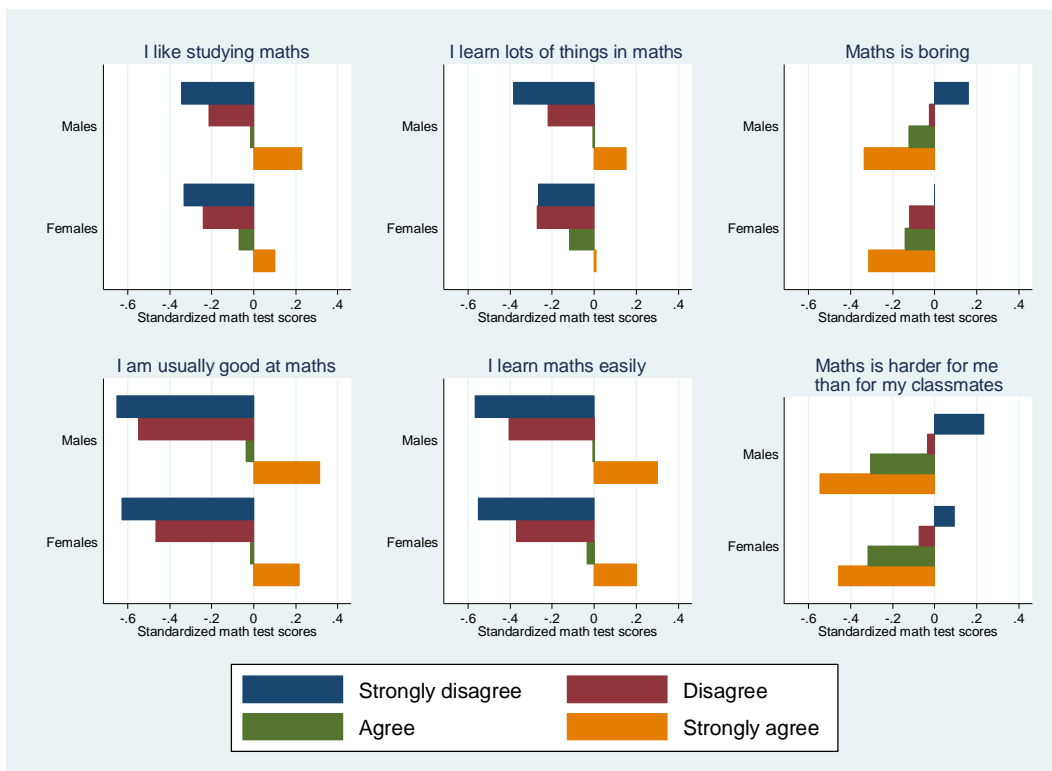 I like studying maths
Males
Females
-.6 -.4 -.2 0 .2 .4
Standardized math test scores
I learn lots of things in maths
Males
Females
-.6 -.4 -.2 0 .2 .4
Standardized math test scores
Maths is boring
Males
Females
-.6 -.4 -.2 0 .2 .4
Standardized math test scores
I am usually good at maths
Males
Females
-.6 -.4 -.2 0 .2 .4
Standardized math test scores
I learn maths easily
Males
Females
-.6 -.4 -.2 0 .2 .4
Standardized math test scores
Maths is harder for me
than for my classmates
Males
Females
-.6 -.4 -.2 0 .2 .4
Standardized math test scores
Strongly disagree
Disagree
Agree
Strongly agree